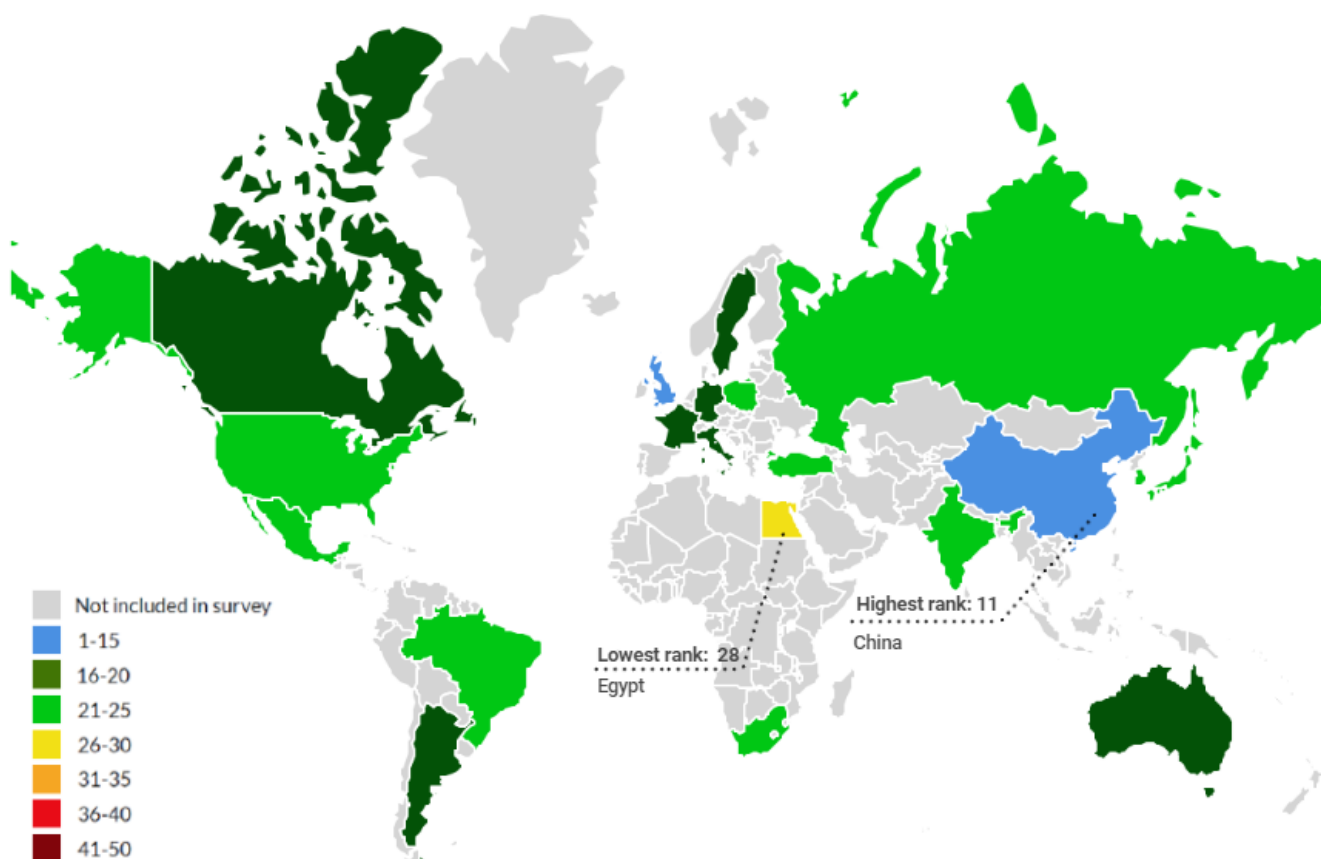 Not included in survey
1-15
16-20
21-25
26-30
31-35
36-40
41-50
Lowest rank: 28
Egypt
Highest rank: 11
China